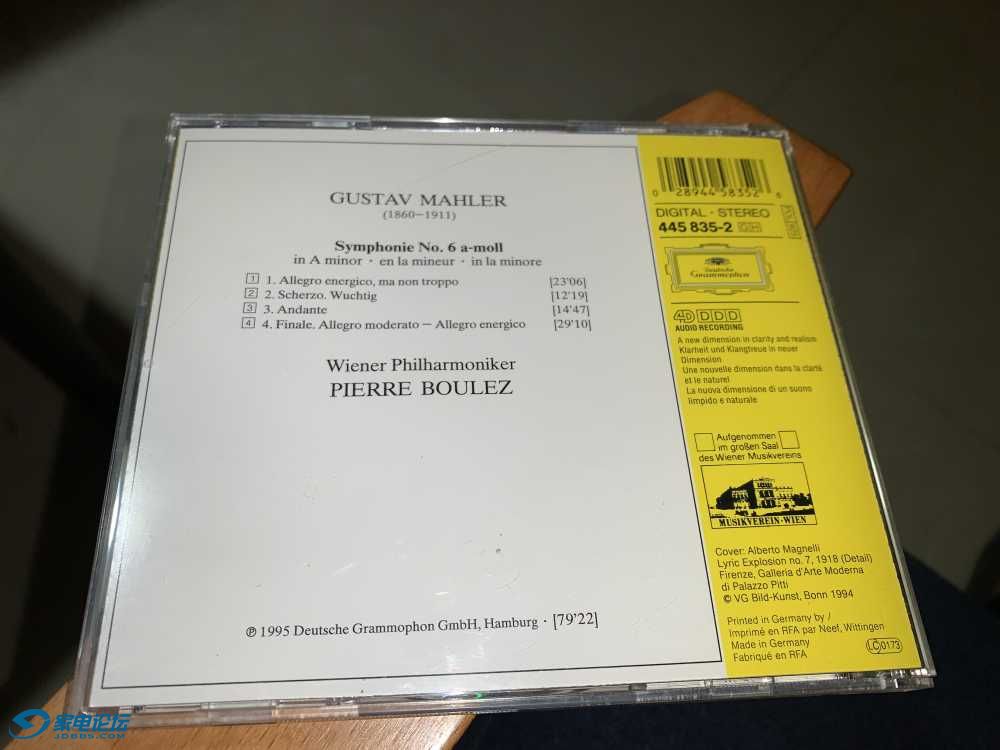 GUSTAV MAHLER
(1860–1911)
Symphonie No. 6 a-moll
in A minor · en la mineur · in la minore
1 1. Allegro energico, ma non troppo [23'06]
2 2. Scherzo. Wuchtig [12'19]
3 3. Andante [14'47]
4 4. Finale. Allegro moderato – Allegro energico [29'10]
Wiener Philharmoniker
PIERRE BOULEZ
℗ 1995 Deutsche Grammophon GmbH, Hamburg · [79'22]
0 28944 58352 6
DIGITAL · STEREO
445 835-2 GH
Deutsche
Grammophon
4D DDD
AUDIO RECORDING
A new dimension in clarity and realism
Klarheit und Klangtreue in neuer
Dimension
Une nouvelle dimension dans la clarté
et le naturel
La nuova dimensione di un suono
limpido e naturale
Aufgenommen
im großen Saal
des Wiener Musikvereins
MUSIKVEREIN·WIEN
Cover: Alberto Magnelli
Lyric Explosion no. 7, 1918 (Detail)
Firenze, Galleria d'Arte Moderna
di Palazzo Pitti
© VG Bild-Kunst, Bonn 1994
Printed in Germany by /
Imprimé en RFA par Neef, Wittingen
Made in Germany
Fabriqué en RFA
LC 0173
家电论坛
JDBBS.COM